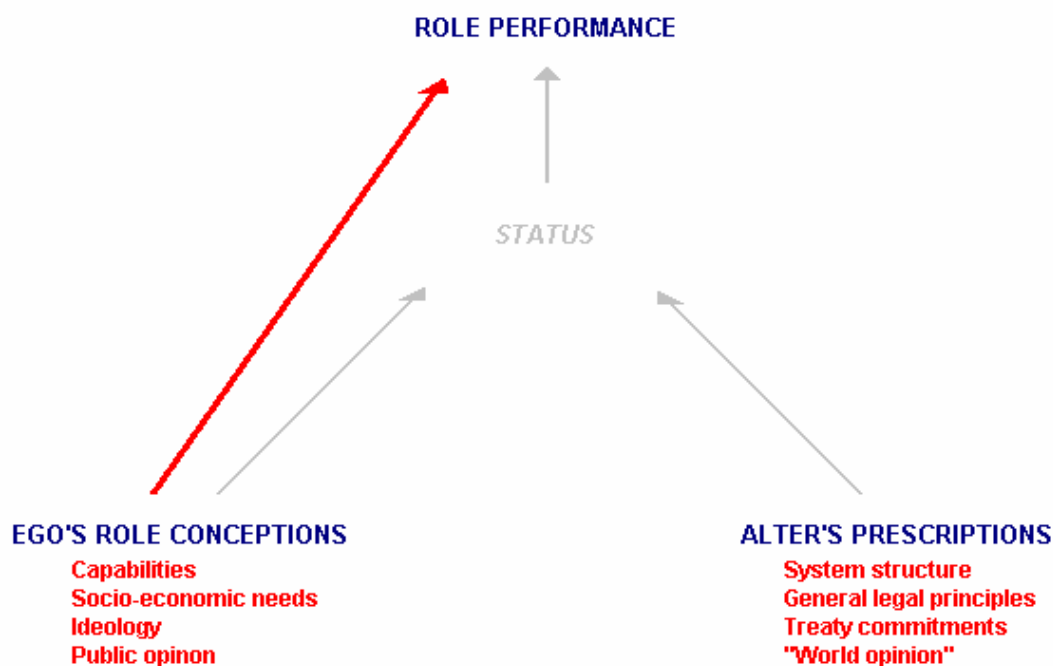 ROLE PERFORMANCE
STATUS
EGO'S ROLE CONCEPTIONS
Capabilities
Socio-economic needs
Ideology
Public opinon
ALTER'S PRESCRIPTIONS
System structure
General legal principles
Treaty commitments
"World opinion"